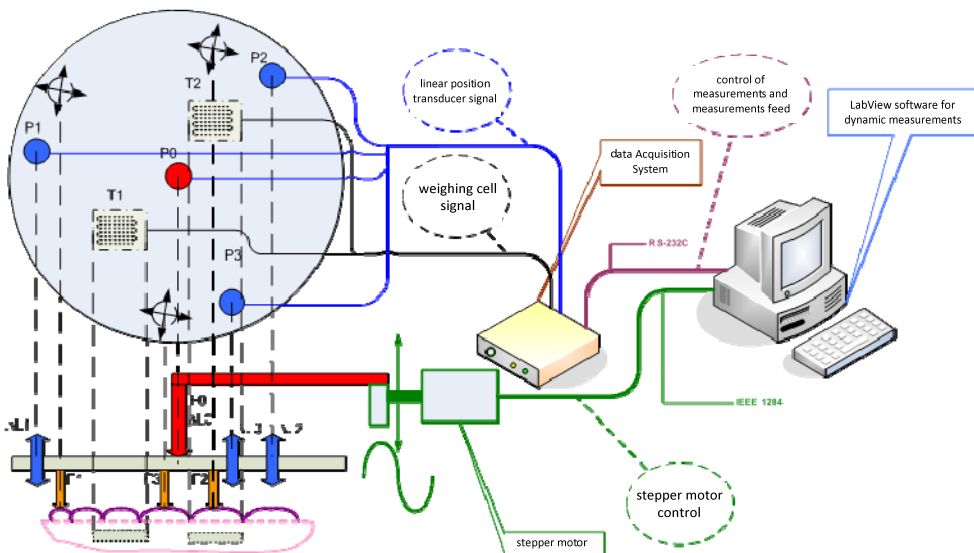 P2
T2
P1
P0
T1
P3
linear position
transducer signal
control of
measurements and
measurements feed
LabView software for
dynamic measurements
data Acquisition
System
weighing cell
signal
RS-232C
IEEE 1284
stepper motor
control
stepper motor